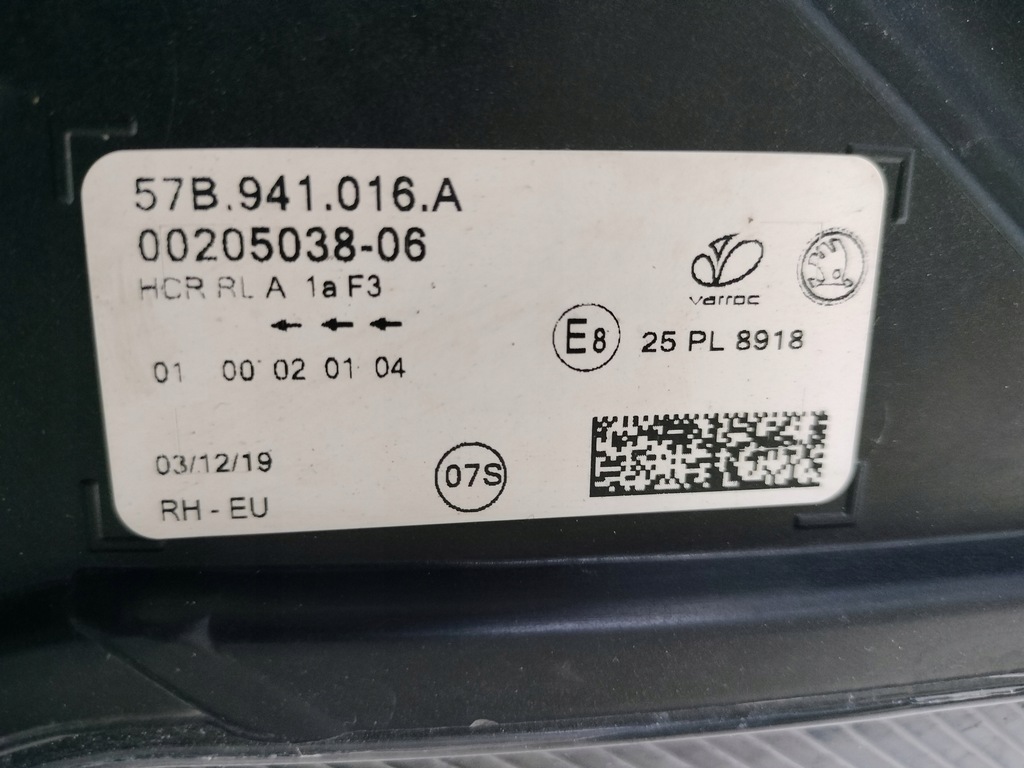 57B.941.016.A
00205038-06
HCR RL A 1a F3
← ← ←
01 00 02 01 04
03/12/19
RH - EU
07S
varroc
E8 25 PL 8918